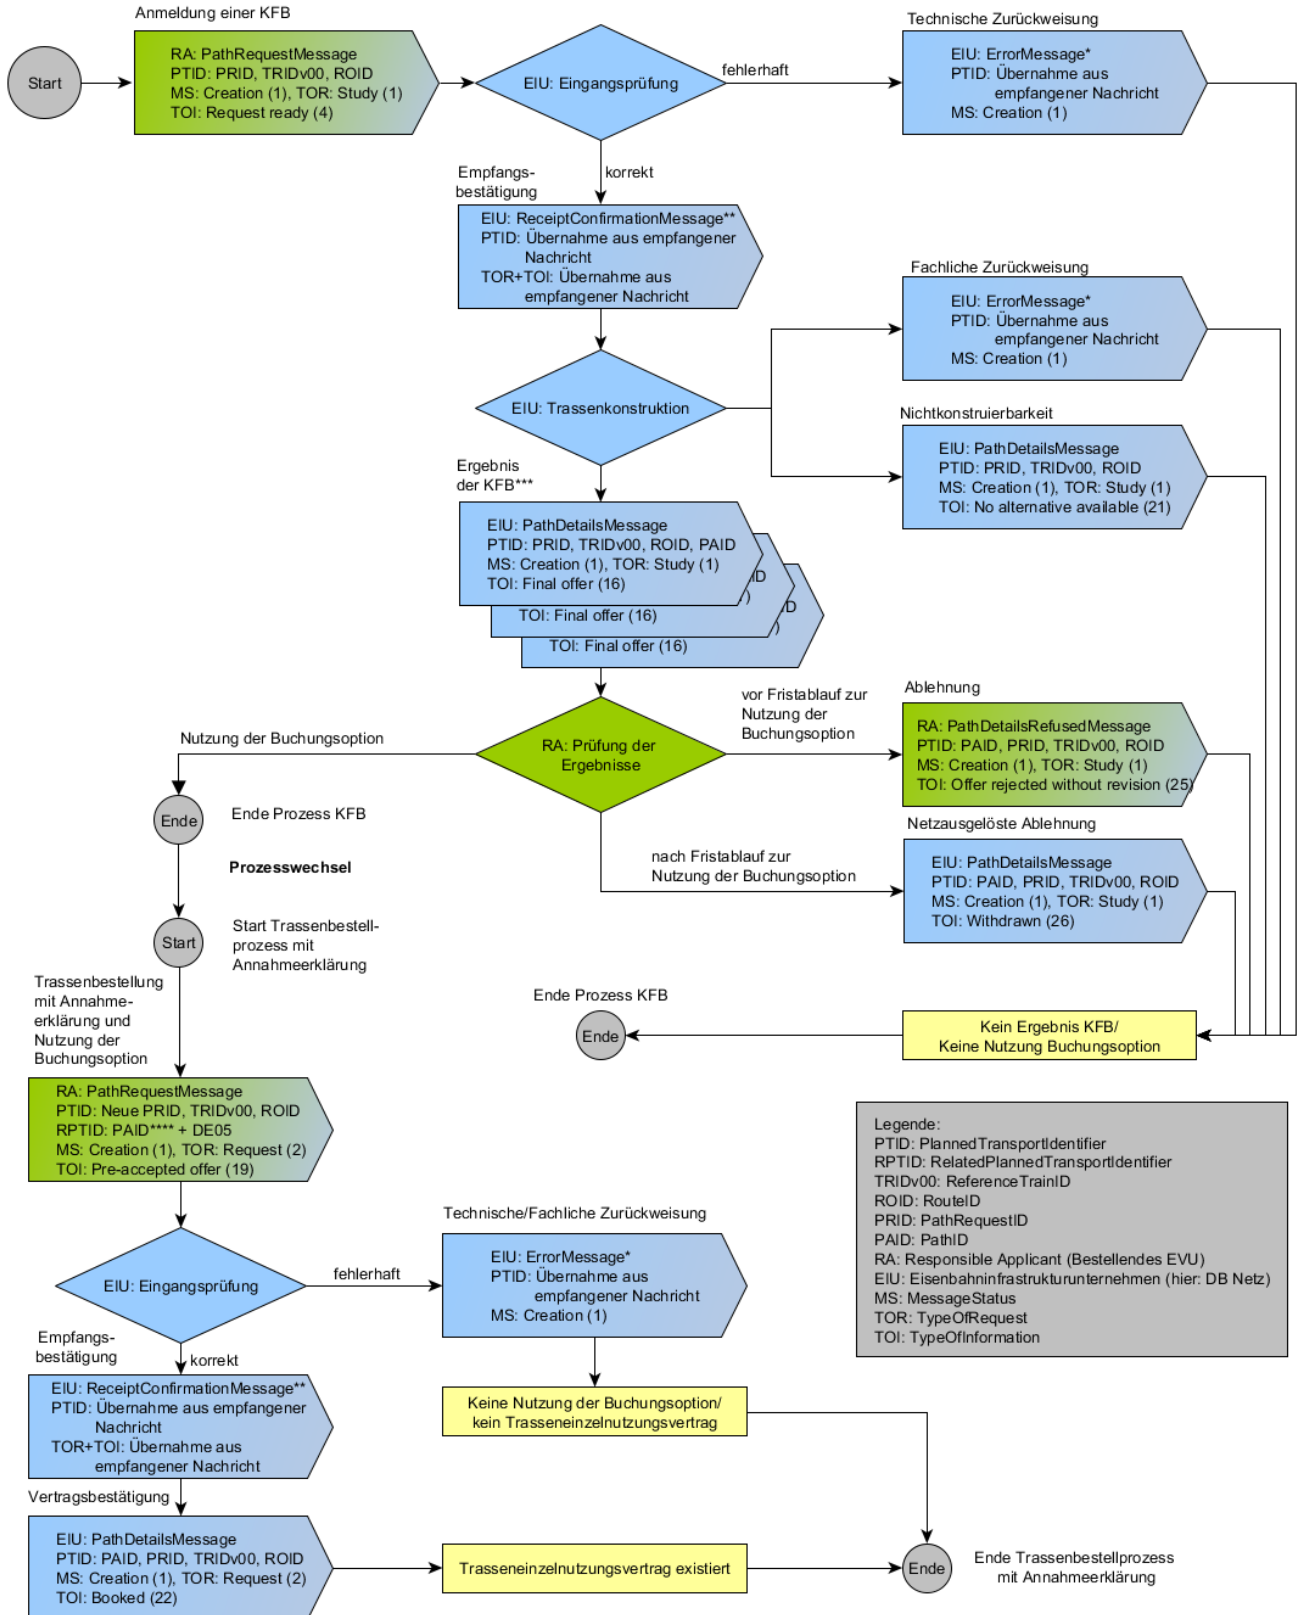 Anmeldung einer KFB
Start
RA: PathRequestMessage
PTID: PRID, TRIDv00, ROID
MS: Creation (1), TOR: Study (1)
TOI: Request ready (4)
EIU: Eingangsprüfung
fehlerhaft
Technische Zurückweisung
EIU: ErrorMessage*
PTID: Übernahme aus
empfangener Nachricht
MS: Creation (1)
korrekt
Empfangs-
bestätigung
EIU: ReceiptConfirmationMessage**
PTID: Übernahme aus empfangener
Nachricht
TOR+TOI: Übernahme aus
empfangener Nachricht
Fachliche Zurückweisung
EIU: ErrorMessage*
PTID: Übernahme aus
empfangener Nachricht
MS: Creation (1)
EIU: Trassenkonstruktion
Nichtkonstruierbarkeit
EIU: PathDetailsMessage
PTID: PRID, TRIDv00, ROID
MS: Creation (1), TOR: Study (1)
TOI: No alternative available (21)
Ergebnis
der KFB***
EIU: PathDetailsMessage
PTID: PRID, TRIDv00, ROID, PAID
MS: Creation (1), TOR: Study (1)
TOI: Final offer (16)
ID
)
TOI: Final offer (16)
D
)
TOI: Final offer (16)
RA: Prüfung der
Ergebnisse
vor Fristablauf zur
Nutzung der
Buchungsoption
Ablehnung
RA: PathDetailsRefusedMessage
PTID: PAID, PRID, TRIDv00, ROID
MS: Creation (1), TOR: Study (1)
TOI: Offer rejected without revision (25)
Nutzung der Buchungsoption
Ende
Ende Prozess KFB
Prozesswechsel
nach Fristablauf zur
Nutzung der Buchungsoption
Netzausgelöste Ablehnung
EIU: PathDetailsMessage
PTID: PAID, PRID, TRIDv00, ROID
MS: Creation (1), TOR: Study (1)
TOI: Withdrawn (26)
Start
Start Trassenbestell-
prozess mit
Annahmeerklärung
Ende Prozess KFB
Ende
Kein Ergebnis KFB/
Keine Nutzung Buchungsoption
Trassenbestellung
mit Annahme-
erklärung und
Nutzung der
Buchungsoption
RA: PathRequestMessage
PTID: Neue PRID, TRIDv00, ROID
RPTID: PAID**** + DE05
MS: Creation (1), TOR: Request (2)
TOI: Pre-accepted offer (19)
Legende:
PTID: PlannedTransportIdentifier
RPTID: RelatedPlannedTransportIdentifier
TRIDv00: ReferenceTrainID
ROID: RouteID
PRID: PathRequestID
PAID: PathID
RA: Responsible Applicant (Bestellendes EVU)
EIU: Eisenbahninfrastrukturunternehmen (hier: DB Netz)
MS: MessageStatus
TOR: TypeOfRequest
TOI: TypeOfInformation
EIU: Eingangsprüfung
fehlerhaft
Technische/Fachliche Zurückweisung
EIU: ErrorMessage*
PTID: Übernahme aus
empfangener Nachricht
MS: Creation (1)
Empfangs-
bestätigung
korrekt
EIU: ReceiptConfirmationMessage**
PTID: Übernahme aus empfangener
Nachricht
TOR+TOI: Übernahme aus
empfangener Nachricht
Keine Nutzung der Buchungsoption/
kein Trasseneinzelnutzungsvertrag
Vertragsbestätigung
EIU: PathDetailsMessage
PTID: PAID, PRID, TRIDv00, ROID
MS: Creation (1), TOR: Request (2)
TOI: Booked (22)
Trasseneinzelnutzungsvertrag existiert
Ende
Ende Trassenbestellprozess
mit Annahmeerklärung